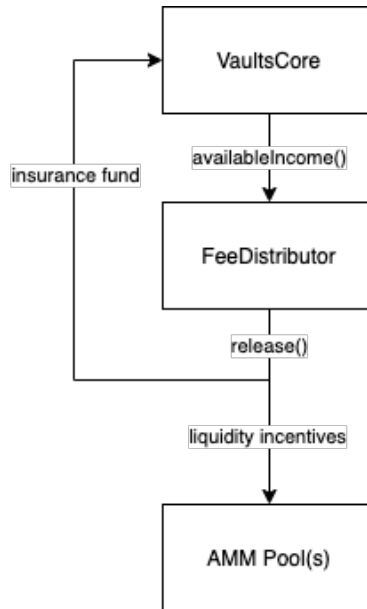 VaultsCore
availableIncome()
insurance fund
FeeDistributor
release()
liquidity incentives
AMM Pool(s)